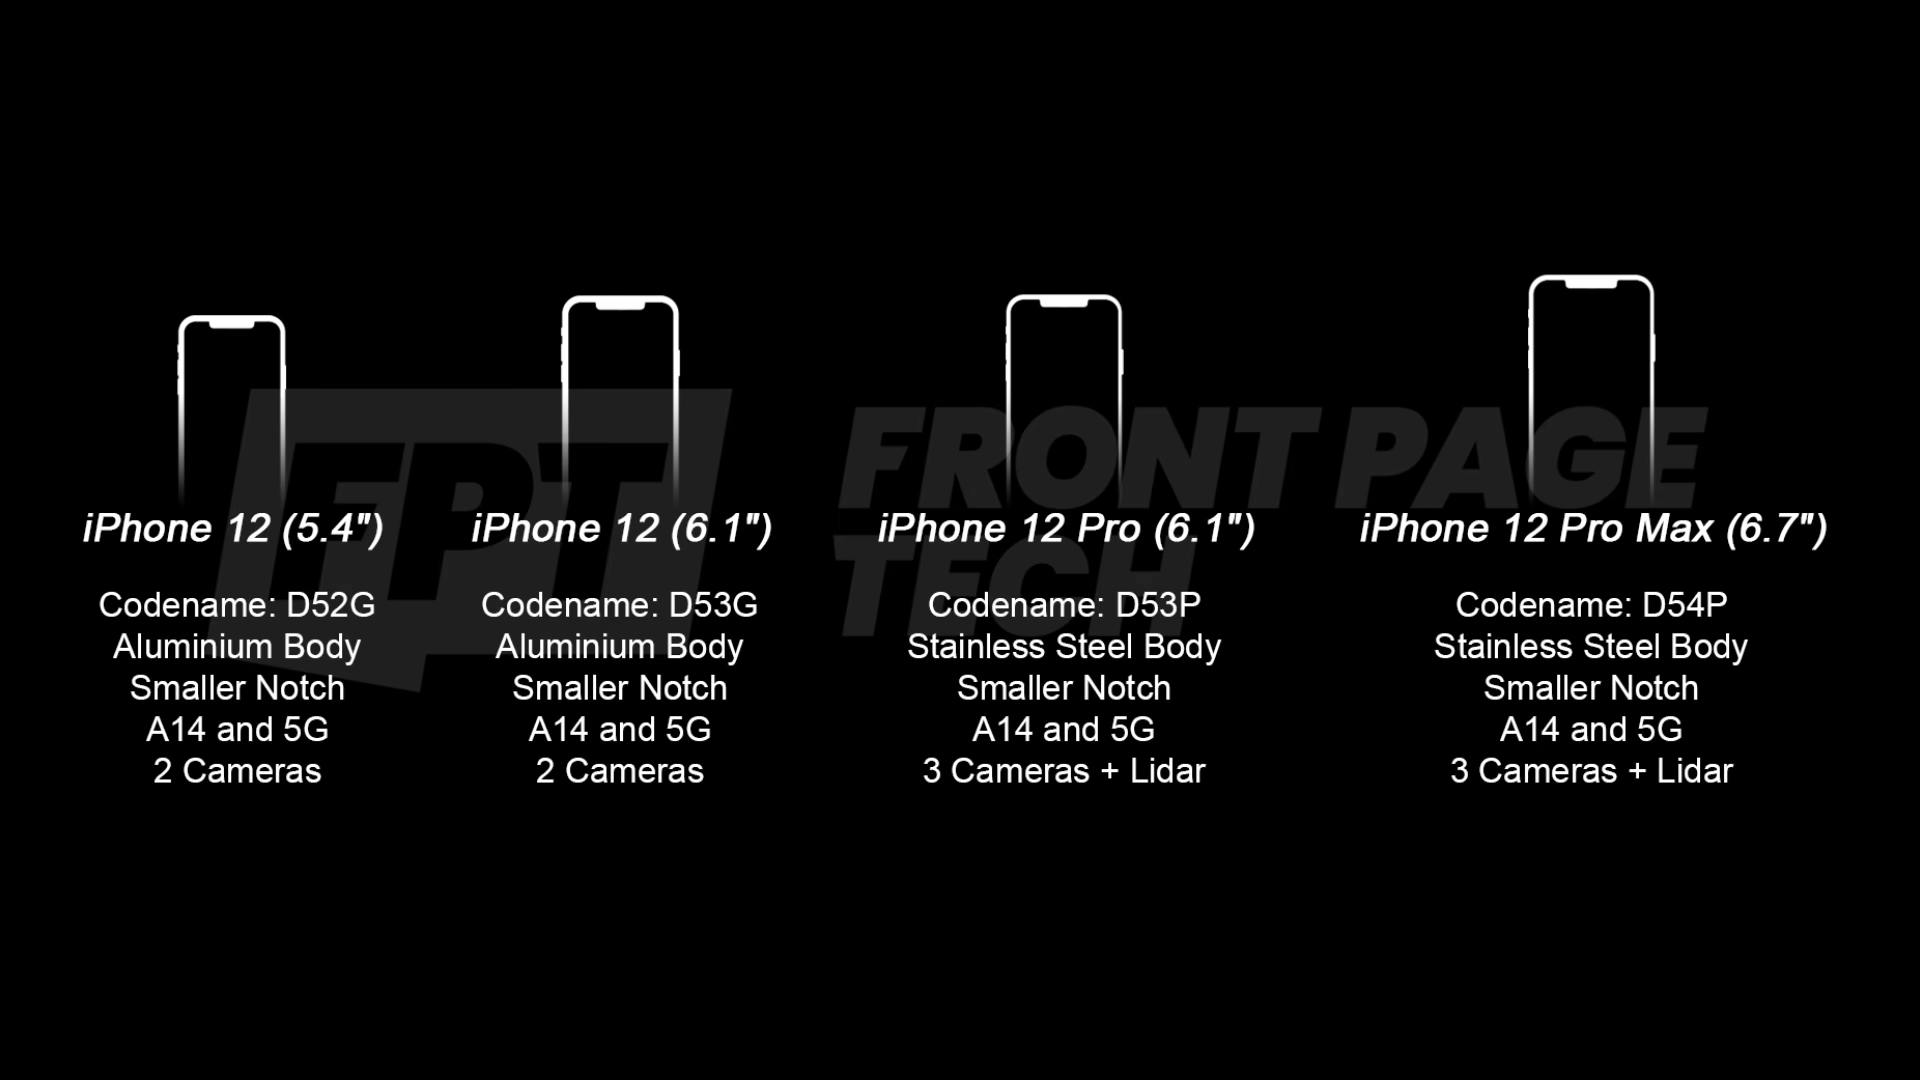 FPT
FRONT PAGE
TECH
iPhone 12 (5.4")
Codename: D52G
Aluminium Body
Smaller Notch
A14 and 5G
2 Cameras
iPhone 12 (6.1")
Codename: D53G
Aluminium Body
Smaller Notch
A14 and 5G
2 Cameras
iPhone 12 Pro (6.1")
Codename: D53P
Stainless Steel Body
Smaller Notch
A14 and 5G
3 Cameras + Lidar
iPhone 12 Pro Max (6.7")
Codename: D54P
Stainless Steel Body
Smaller Notch
A14 and 5G
3 Cameras + Lidar